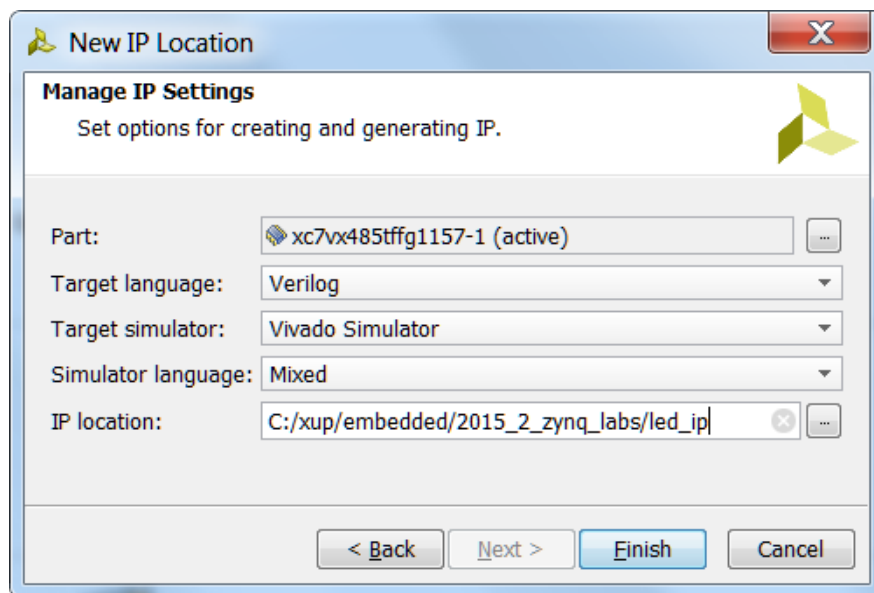 New IP Location
Manage IP Settings
Set options for creating and generating IP.
Part: xc7vx485tffg1157-1 (active) ...
Target language: Verilog
Target simulator: Vivado Simulator
Simulator language: Mixed
IP location: C:/xup/embedded/2015_2_zynq_labs/led_ip ...
< Back Next > Finish Cancel